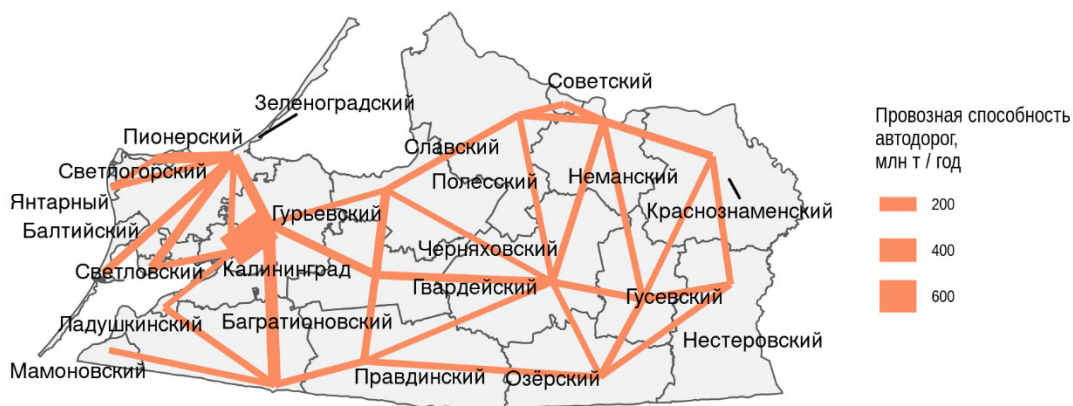 Советский
Зеленоградский
Провозная способность
автодорог,
млн т / год
Пионерский
Славский
Светлогорский
Полесский
Неманский
Янтарный
200
Краснознаменский
Гурьевский
Балтийский
Черняховский
400
Светловский
Калининград
Гвардейский
Гусевский
600
Ладушкинский
Багратионовский
Нестеровский
Мамоновский
Правдинский
Озёрский